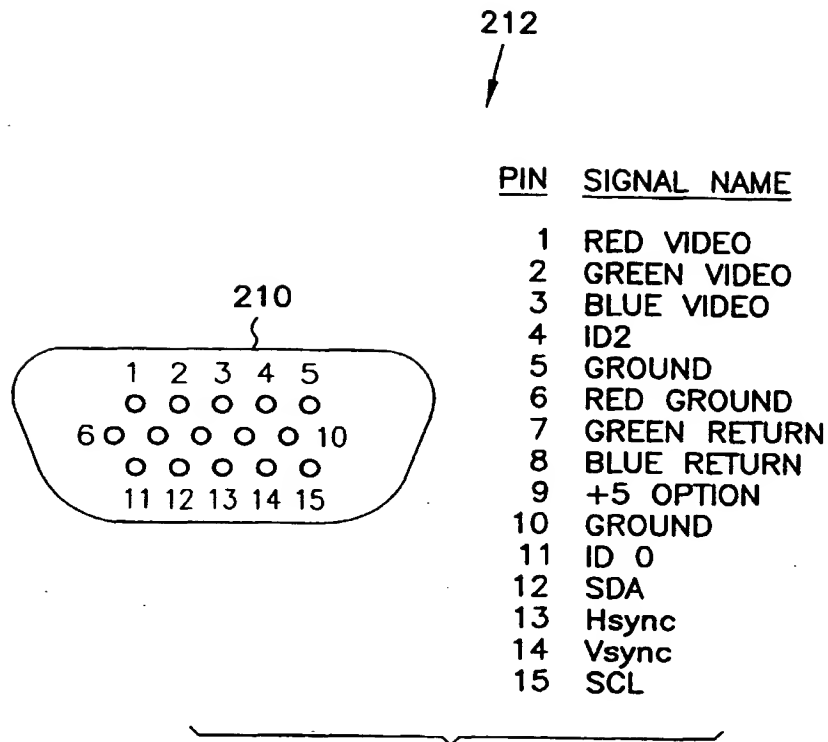 212
PIN SIGNAL NAME
1 RED VIDEO
2 GREEN VIDEO
3 BLUE VIDEO
4 ID2
5 GROUND
6 RED GROUND
7 GREEN RETURN
8 BLUE RETURN
9 +5 OPTION
10 GROUND
11 ID 0
12 SDA
13 Hsync
14 Vsync
15 SCL
210
1 2 3 4 5
6 10
11 12 13 14 15